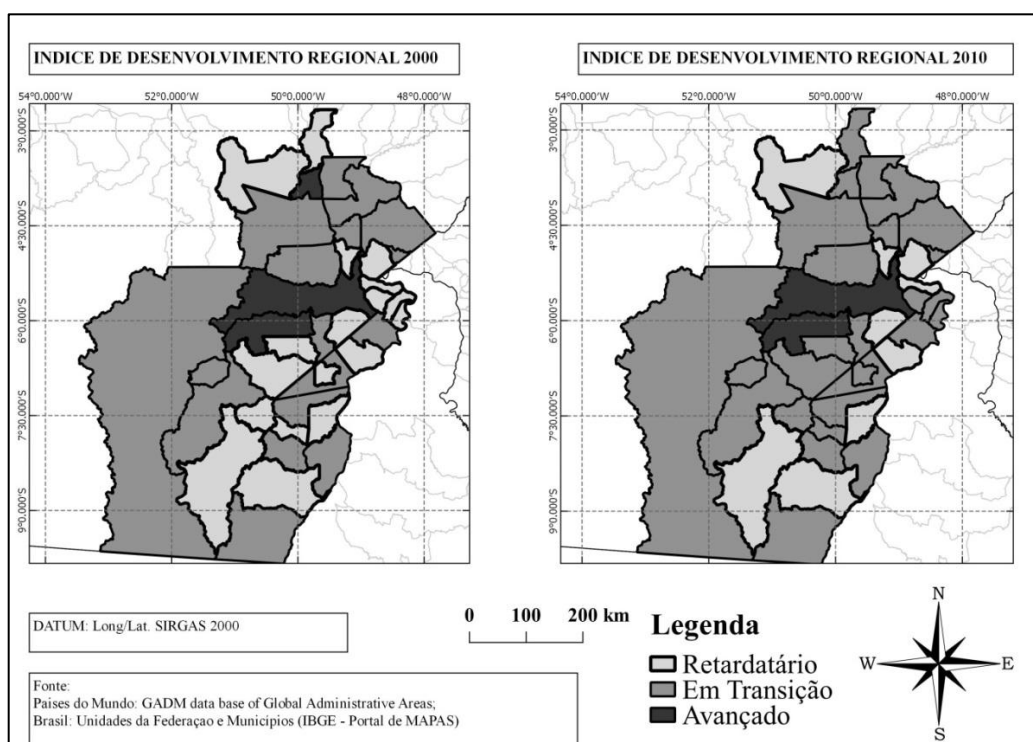 INDICE DE DESENVOLVIMENTO REGIONAL 2000
INDICE DE DESENVOLVIMENTO REGIONAL 2010
54°0.000'W 52°0.000'W 50°0.000'W 48°0.000'W
54°0.000'W 52°0.000'W 50°0.000'W 48°0.000'W
3°0.000'S
4°30.000'S
6°0.000'S
7°30.000'S
9°0.000'S
3°0.000'S
4°30.000'S
6°0.000'S
7°30.000'S
9°0.000'S
DATUM: Long/Lat. SIRGAS 2000
0 100 200 km
Fonte:
Paises do Mundo: GADM data base of Global Administrative Areas;
Brasil: Unidades da Federaçao e Municipios (IBGE - Portal de MAPAS)
Legenda
Retardatário
Em Transição
Avançado
N
W
E
S